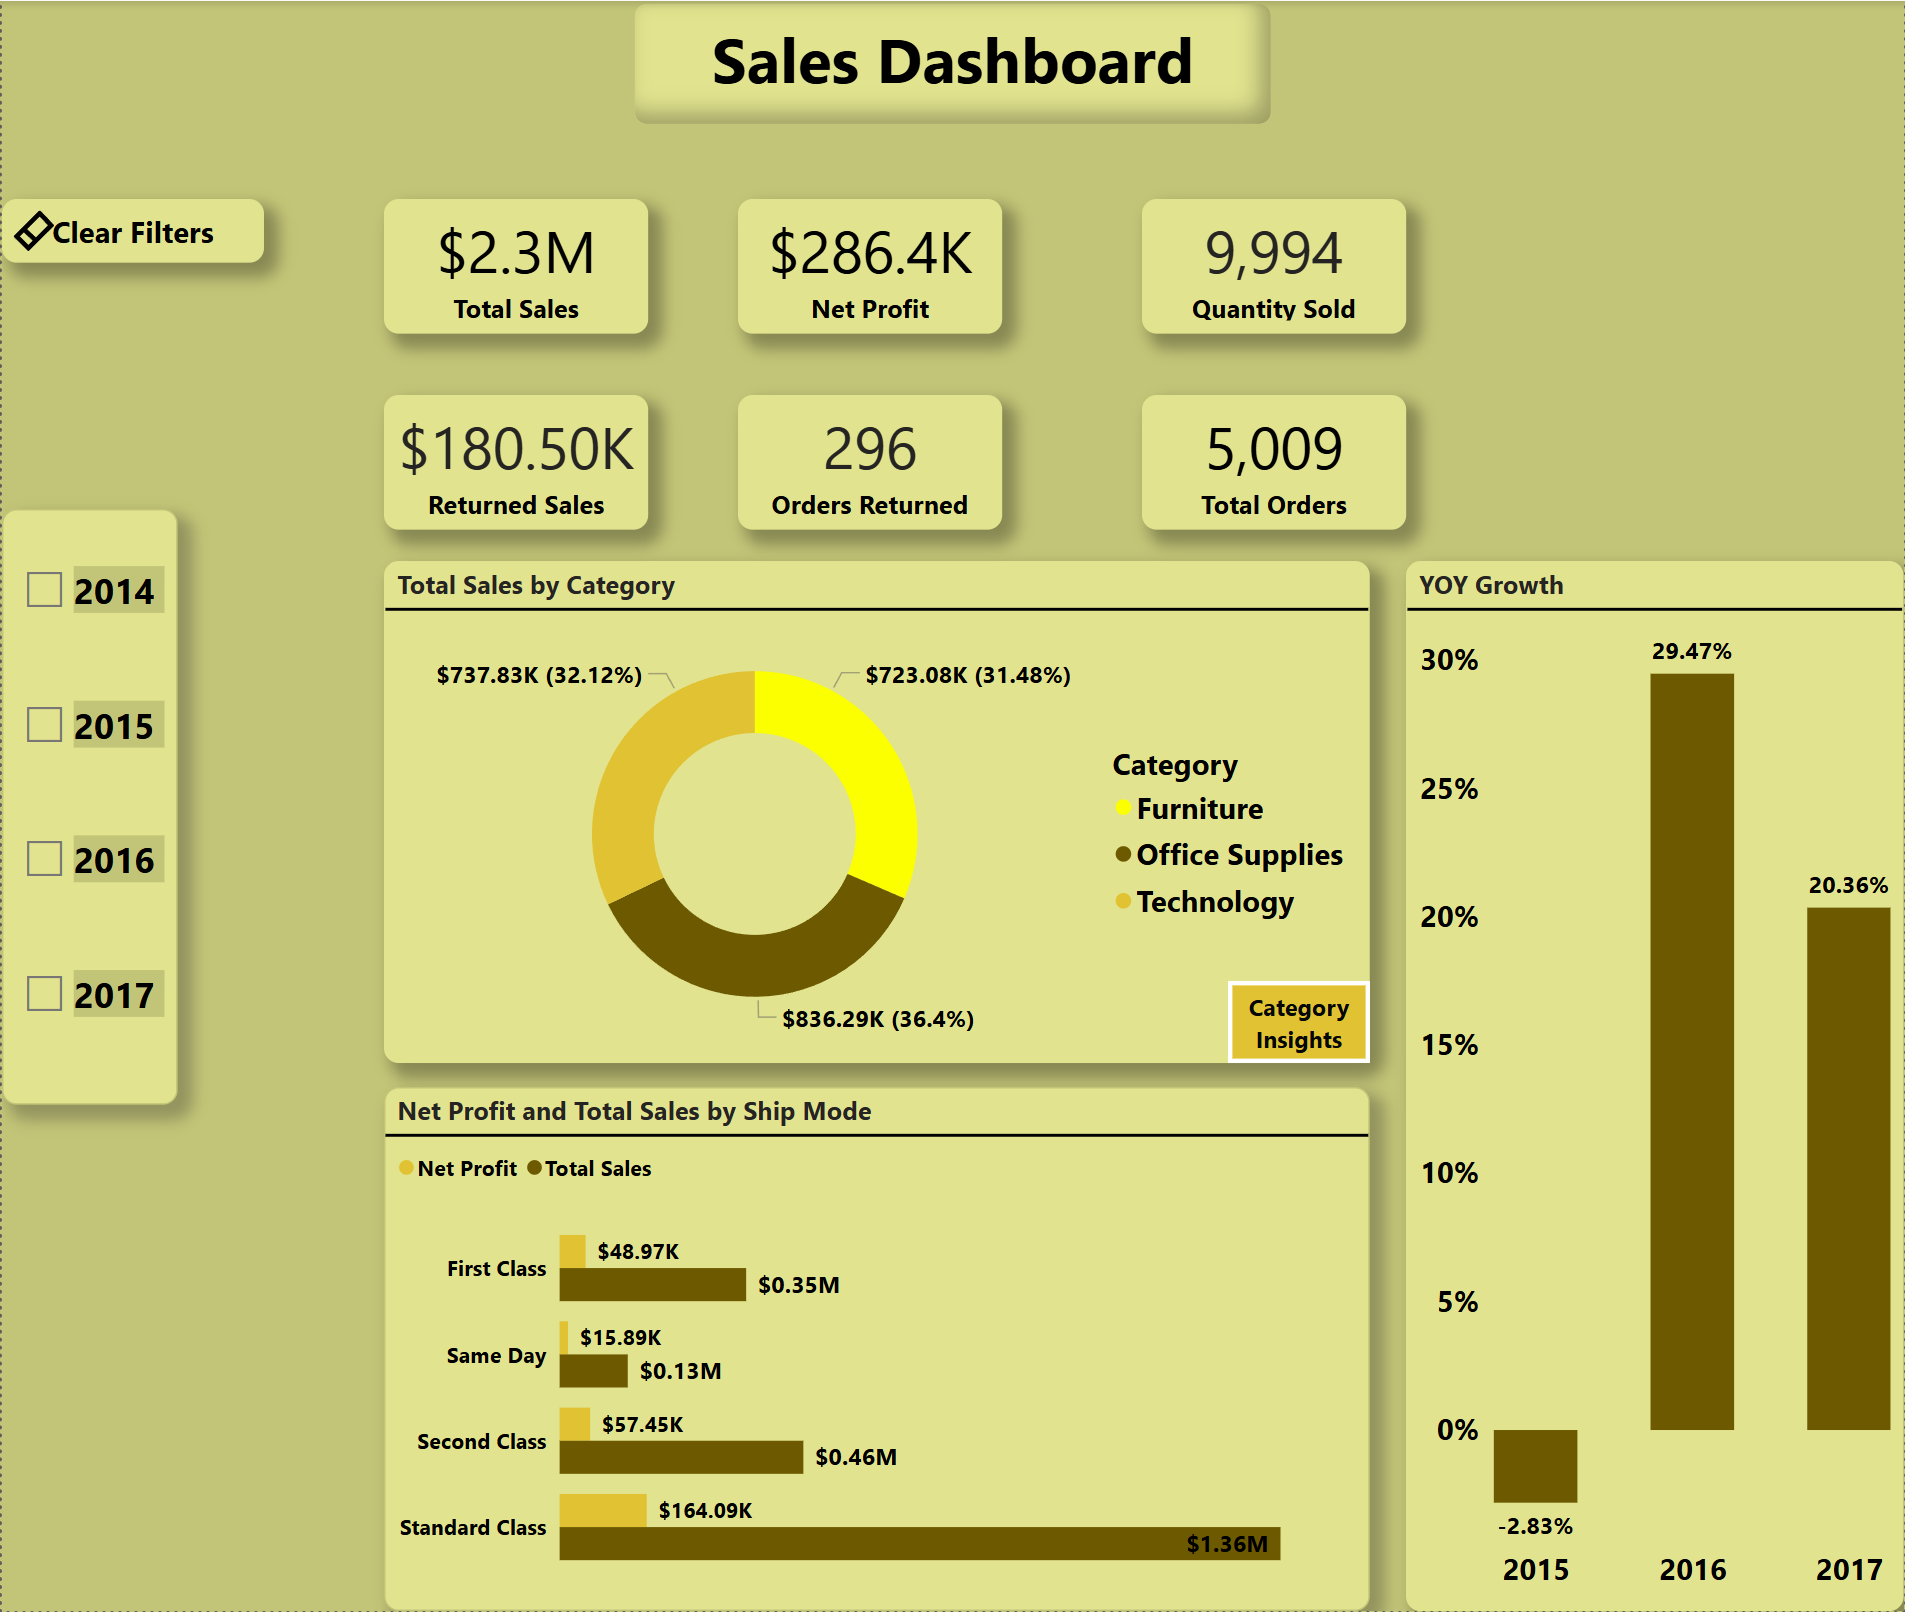 Sales Dashboard
Clear Filters
$2.3M
Total Sales
$286.4K
Net Profit
9,994
Quantity Sold
$180.50K
Returned Sales
296
Orders Returned
5,009
Total Orders
2014
2015
2016
2017
Total Sales by Category
$737.83K (32.12%)
$723.08K (31.48%)
$836.29K (36.4%)
Category
Furniture
Office Supplies
Technology
Category
Insights
YOY Growth
30%
25%
20%
15%
10%
5%
0%
29.47%
20.36%
-2.83%
2015
2016
2017
Net Profit and Total Sales by Ship Mode
Net Profit
Total Sales
First Class
$48.97K
$0.35M
Same Day
$15.89K
$0.13M
Second Class
$57.45K
$0.46M
Standard Class
$164.09K
$1.36M